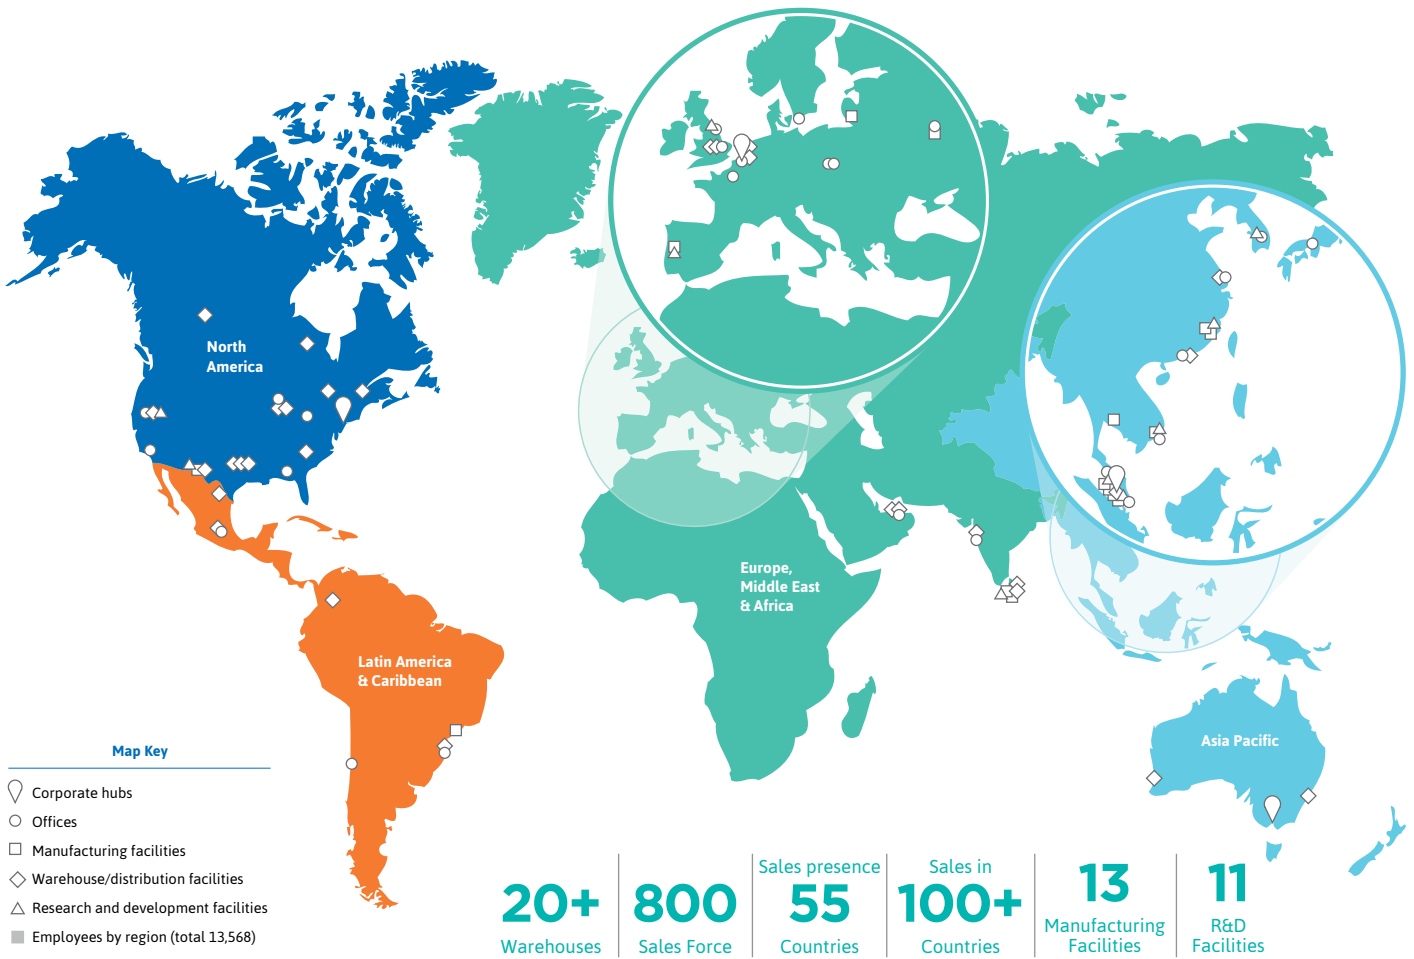 North
America
Europe,
Middle East
& Africa
Latin America
& Caribbean
Asia Pacific
Map Key
Corporate hubs
Offices
Manufacturing facilities
Warehouse/distribution facilities
Research and development facilities
Employees by region (total 13,568)
20+
Warehouses
800
Sales Force
Sales presence
55
Countries
Sales in
100+
Countries
13
Manufacturing
Facilities
11
R&D
Facilities